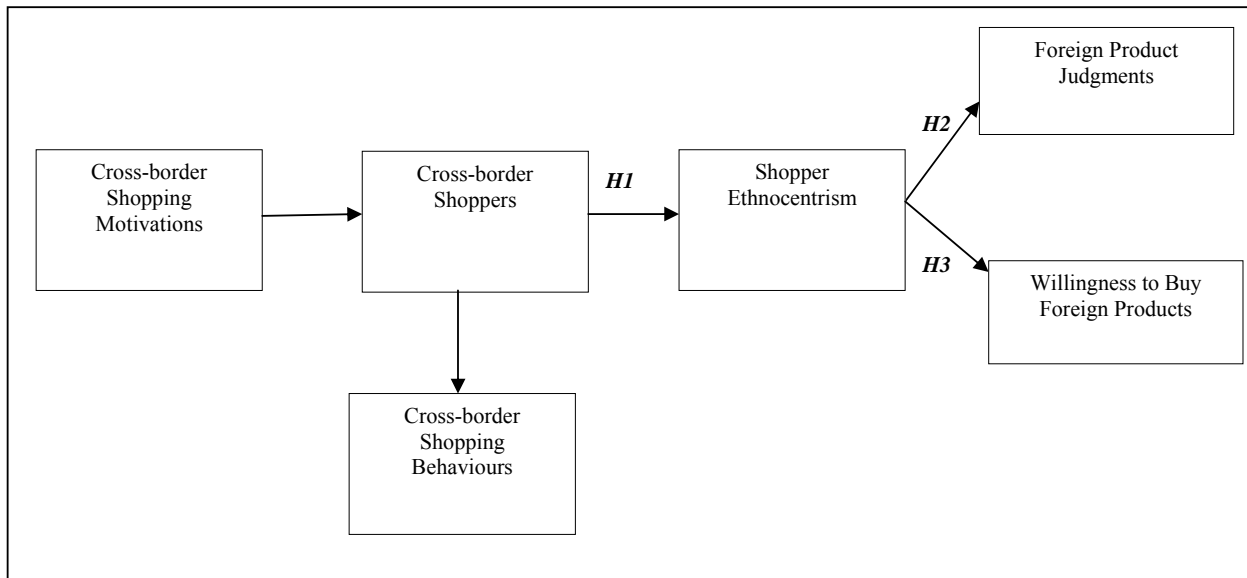 Cross-border
Shopping
Motivations
Cross-border
Shoppers
H1
Shopper
Ethnocentrism
H2
Foreign Product
Judgments
H3
Willingness to Buy
Foreign Products
Cross-border
Shopping
Behaviours